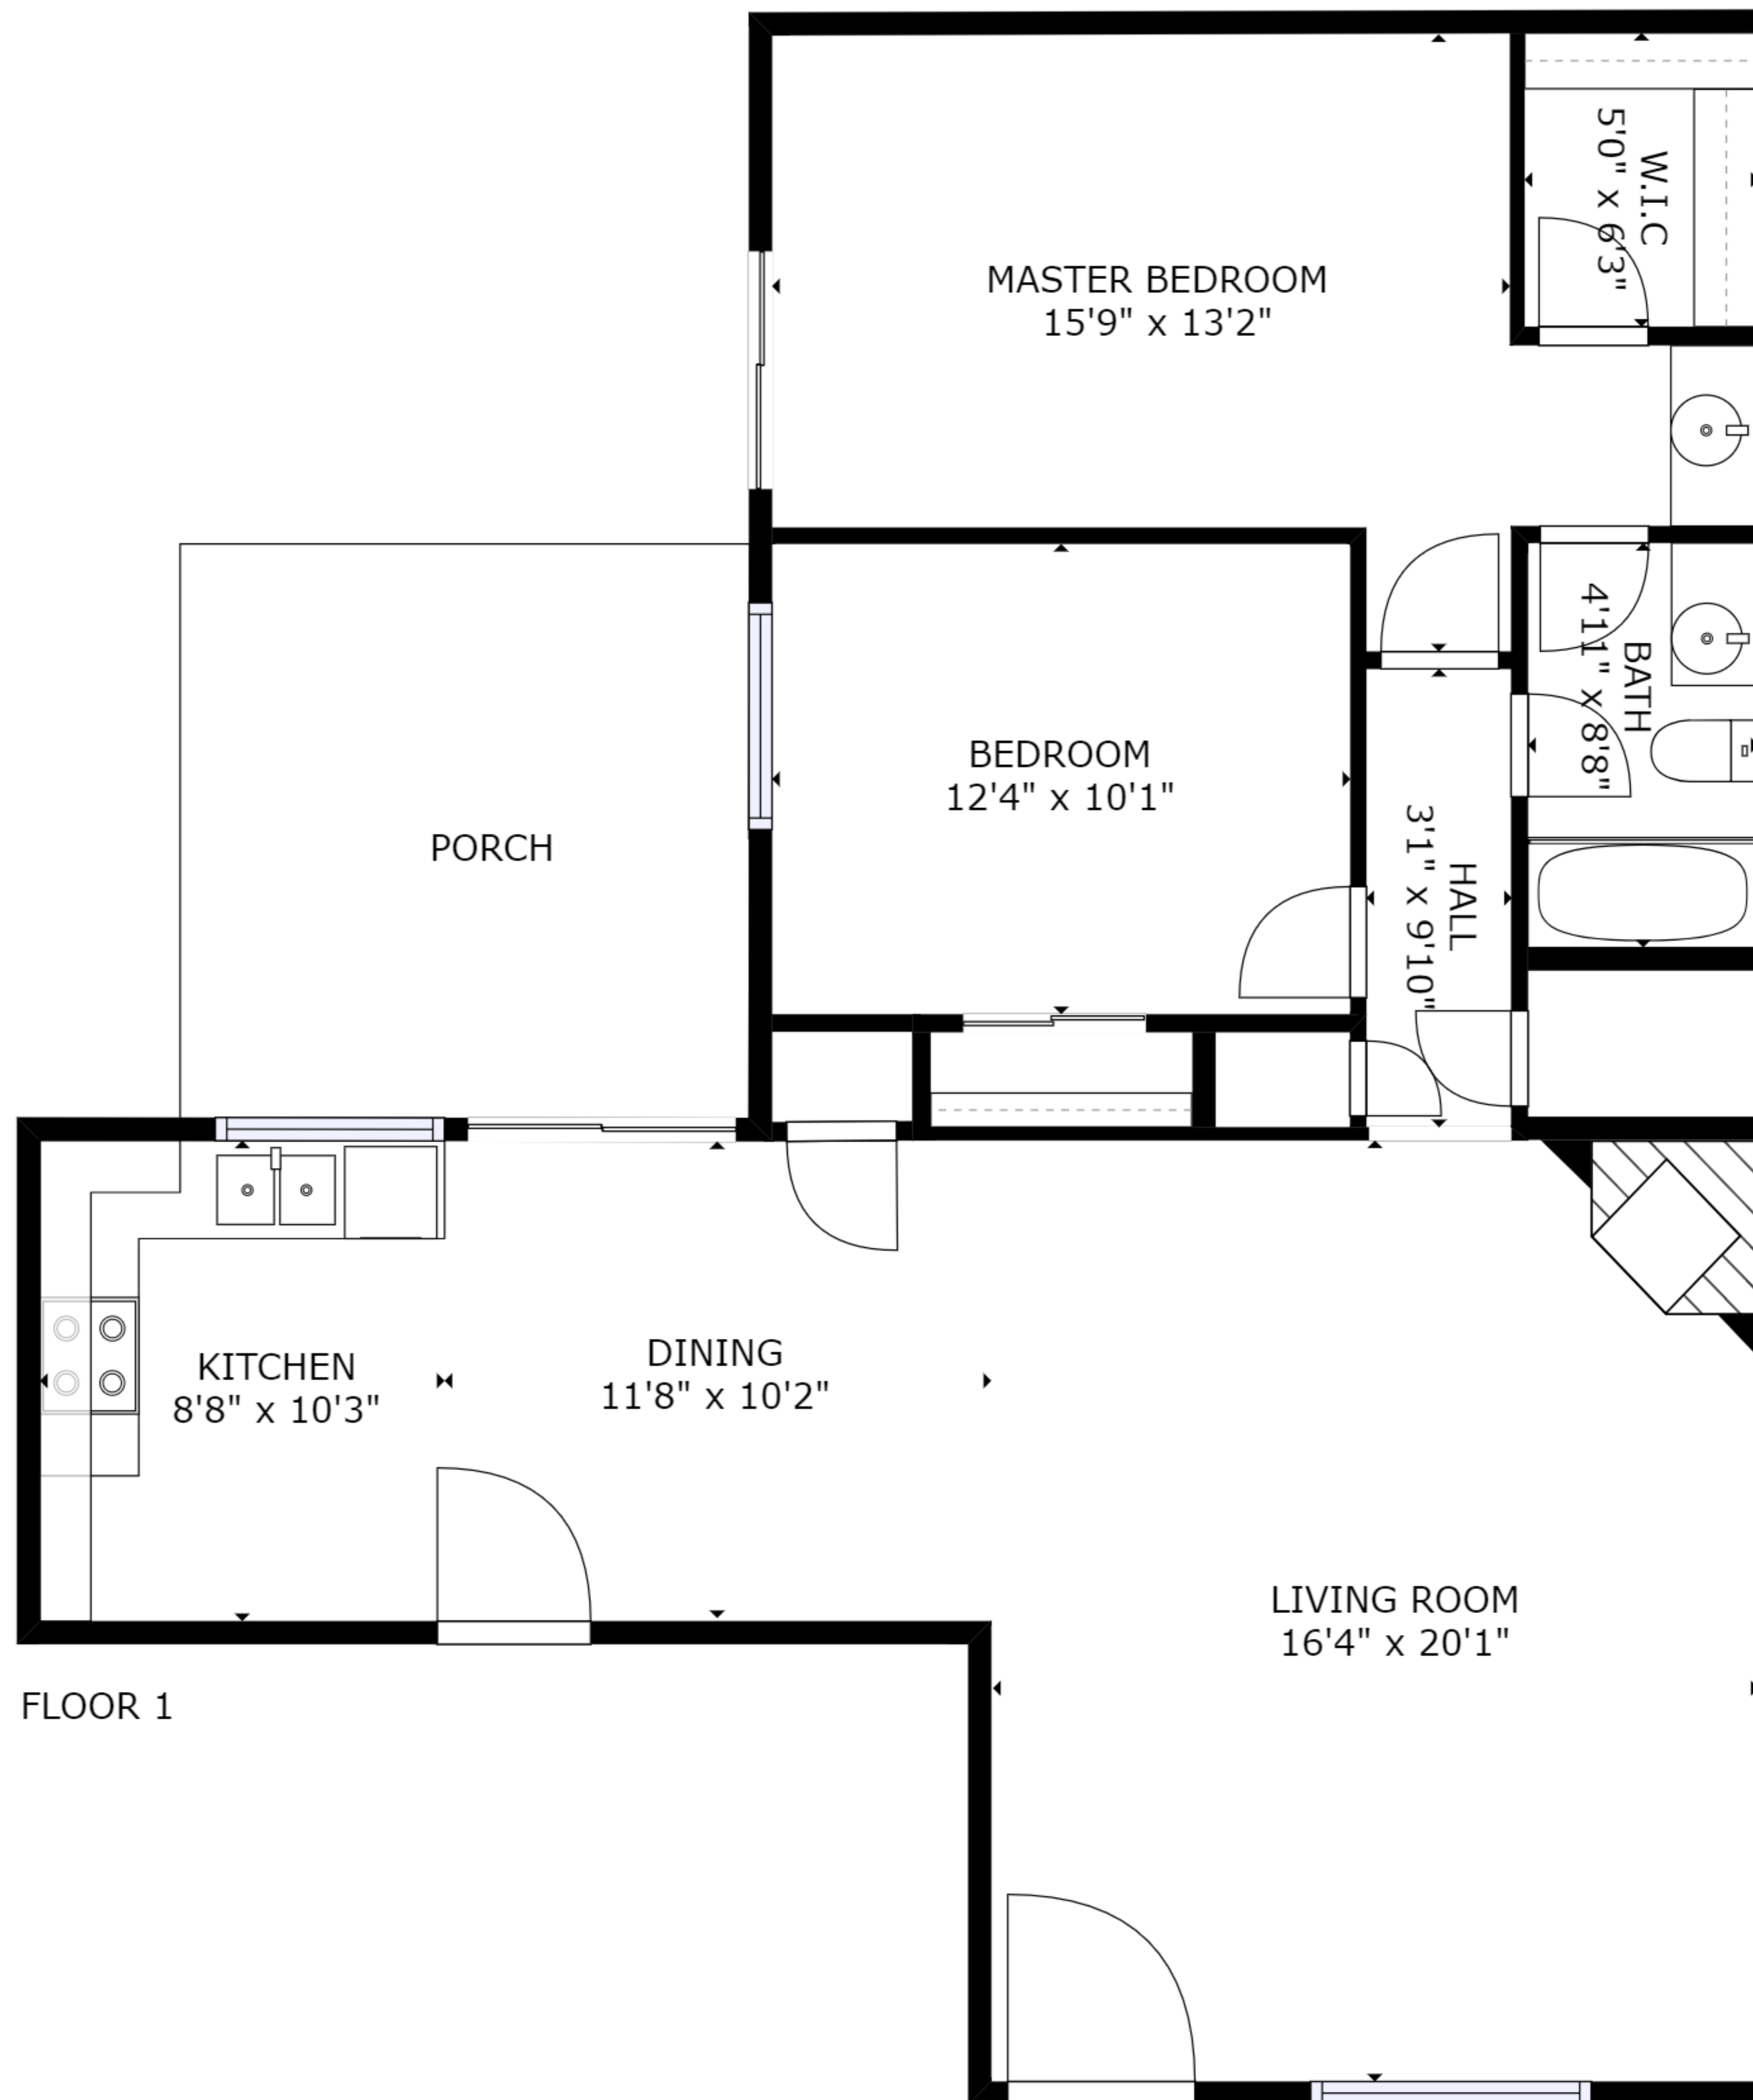 MASTER BEDROOM
15'9" x 13'2"
W.I.C
5'0" x 6'3"
BEDROOM
12'4" x 10'1"
BATH
4'11" x 8'8"
HALL
3'1" x 9'10"
PORCH
KITCHEN
8'8" x 10'3"
DINING
11'8" x 10'2"
LIVING ROOM
16'4" x 20'1"
FLOOR 1